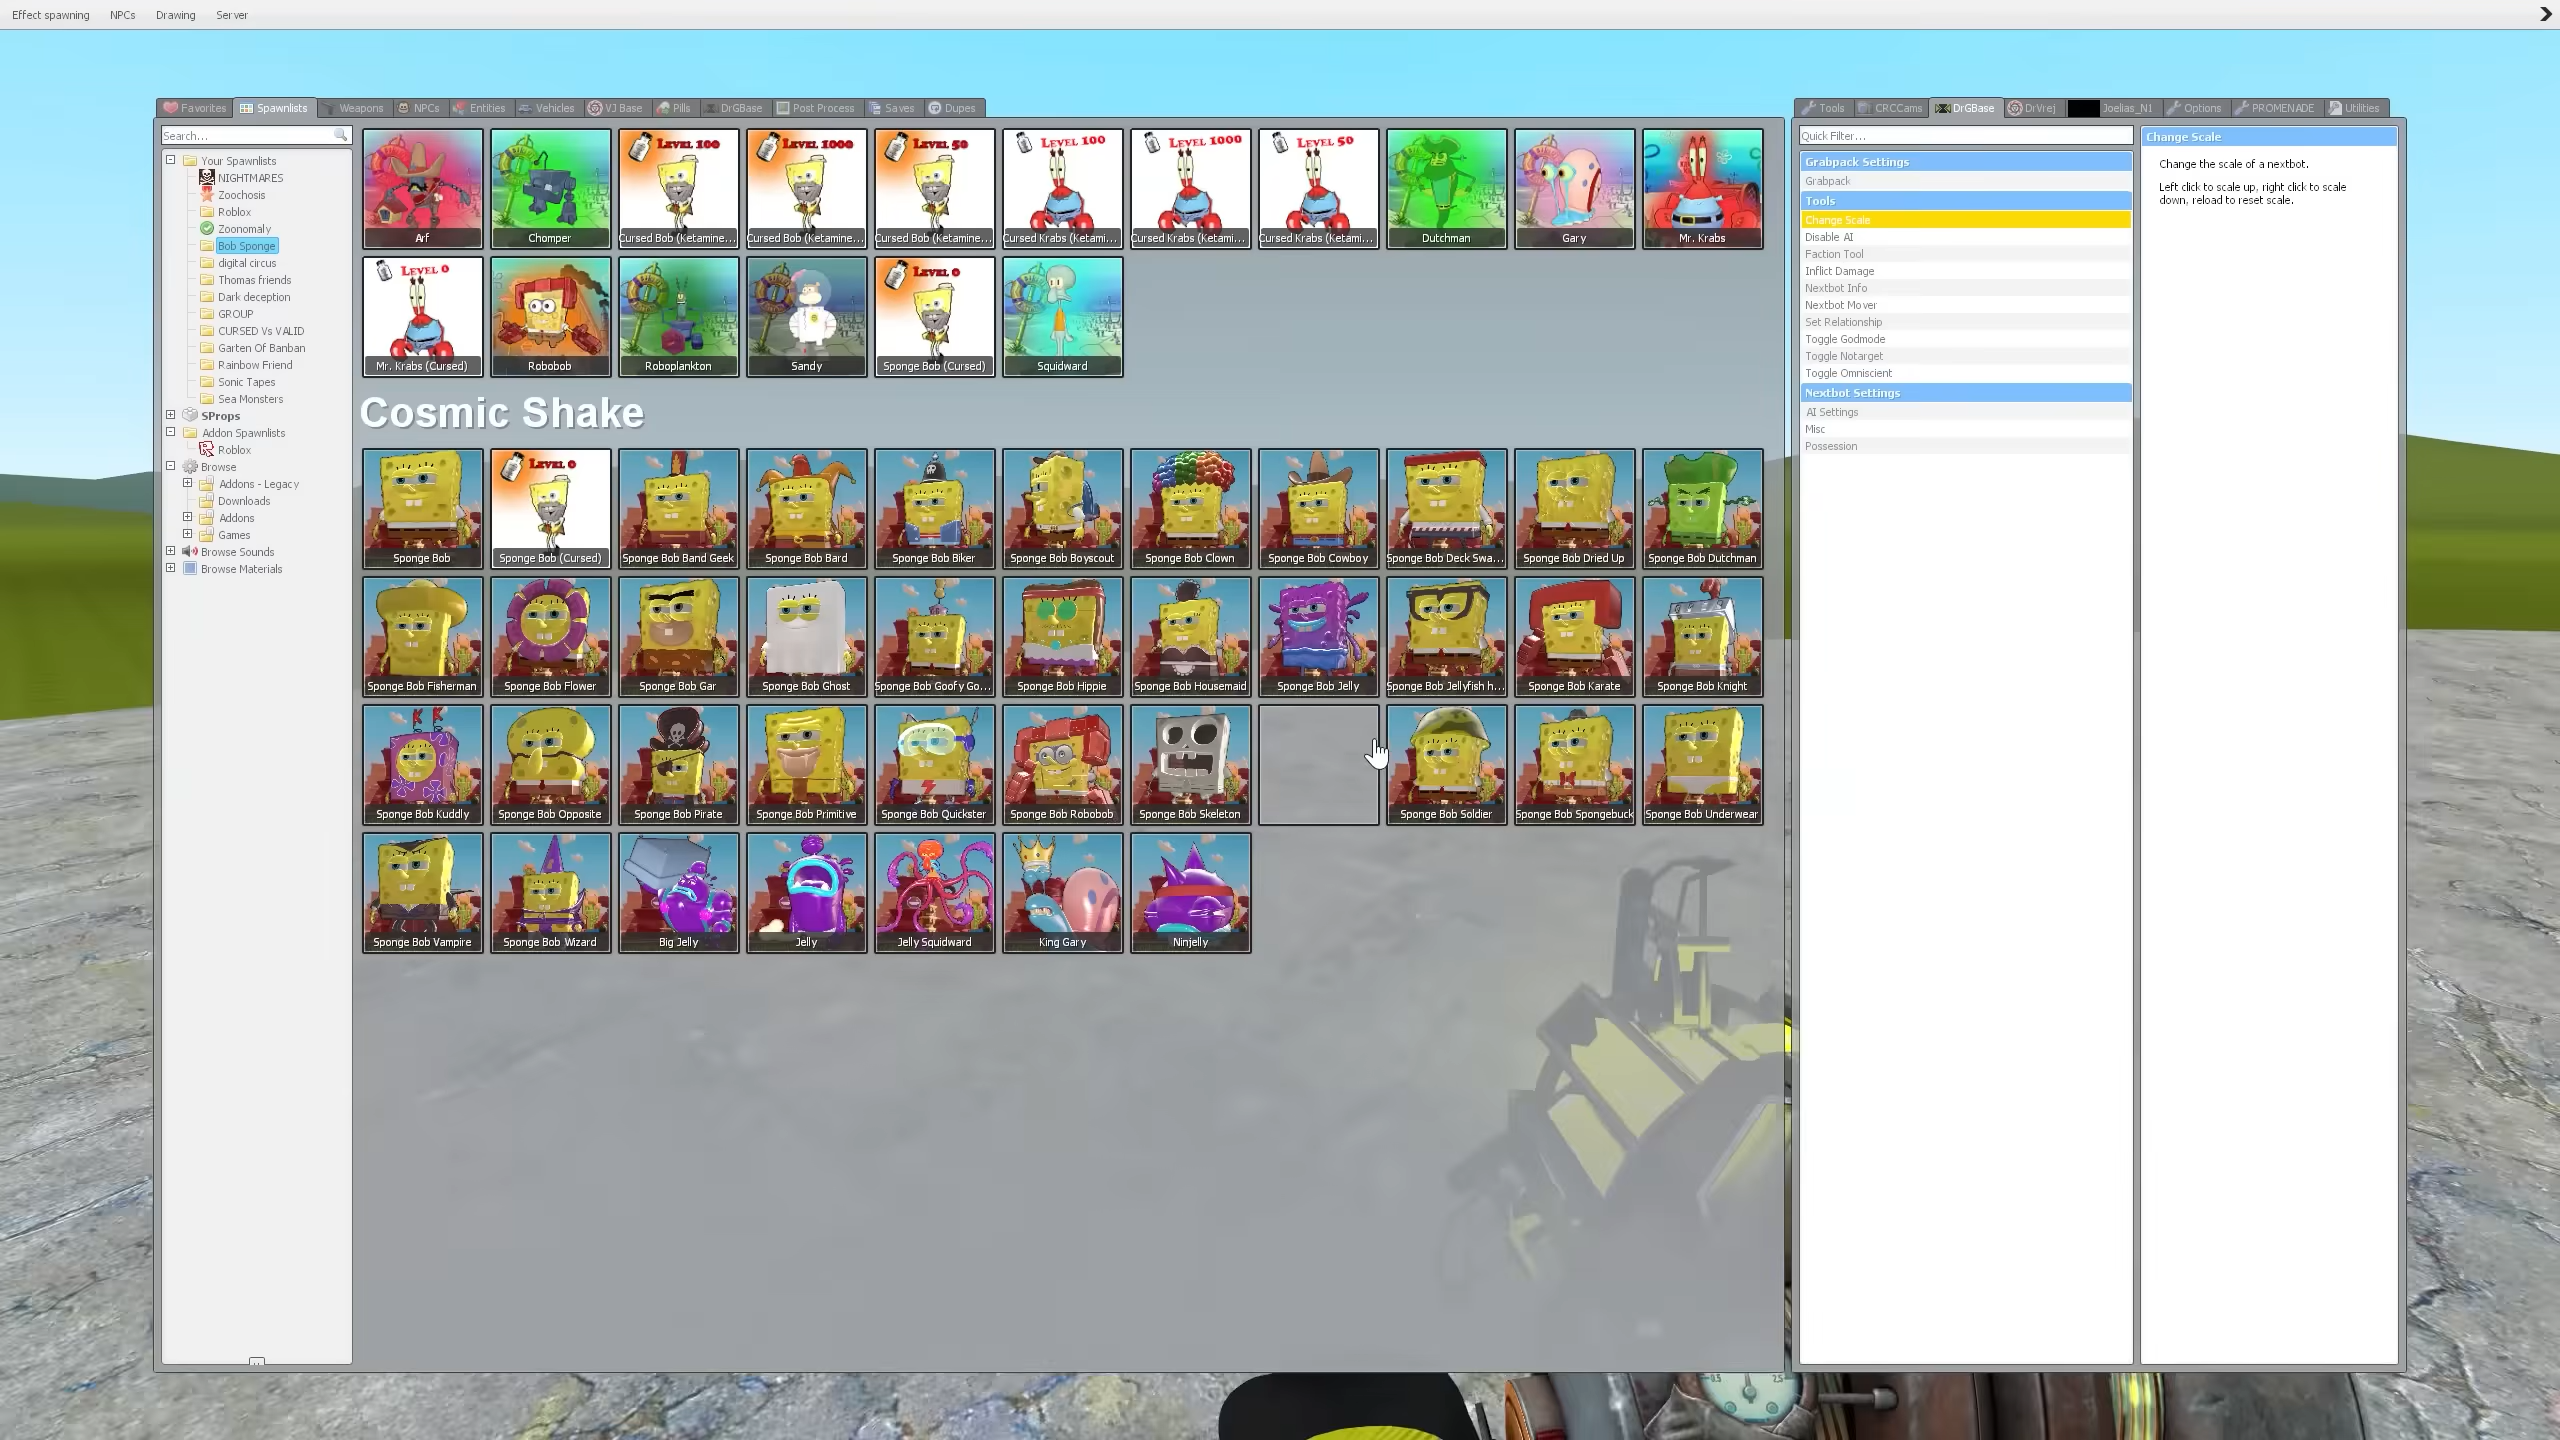 Effect spawning NPCs Drawing Server
Favorites Spawnlists Weapons NPCs Entities Vehicles VJ Base Pills DrGBase Post Process Saves Dupes
Tools CRCCams DrGBase DrVrej Joelias_N1 Options PROMENADE Utilities
Search...
Your Spawnlists
NIGHTMARES
Zoochosis
Roblox
Zoonomaly
Bob Sponge
digital circus
Thomas friends
Dark deception
GROUP
CURSED Vs VALID
Garten Of Banban
Rainbow Friend
Sonic Tapes
Sea Monsters
SProps
Addon Spawnlists
Roblox
Browse
Addons - Legacy
Downloads
Addons
Games
Browse Sounds
Browse Materials
LEVEL 100 LEVEL 1000 LEVEL 50 LEVEL 100 LEVEL 1000 LEVEL 50
Arf Chomper Cursed Bob (Ketamine... Cursed Bob (Ketamine... Cursed Bob (Ketamine... Cursed Krabs (Ketami... Cursed Krabs (Ketami... Cursed Krabs (Ketami... Dutchman Gary Mr. Krabs
LEVEL 0 LEVEL 0
Mr. Krabs (Cursed) Robobob Roboplankton Sandy Sponge Bob (Cursed) Squidward
Cosmic Shake
LEVEL 0
Sponge Bob Sponge Bob (Cursed) Sponge Bob Band Geek Sponge Bob Bard Sponge Bob Biker Sponge Bob Boyscout Sponge Bob Clown Sponge Bob Cowboy Sponge Bob Deck Swa... Sponge Bob Dried Up Sponge Bob Dutchman
Sponge Bob Fisherman Sponge Bob Flower Sponge Bob Gar Sponge Bob Ghost Sponge Bob Goofy Go... Sponge Bob Hippie Sponge Bob Housemaid Sponge Bob Jelly Sponge Bob Jellyfish h... Sponge Bob Karate Sponge Bob Knight
K K
Sponge Bob Kuddly Sponge Bob Opposite Sponge Bob Pirate Sponge Bob Primitive Sponge Bob Quickster Sponge Bob Robobob Sponge Bob Skeleton Sponge Bob Soldier Sponge Bob Spongebuck Sponge Bob Underwear
Sponge Bob Vampire Sponge Bob Wizard Big Jelly Jelly Jelly Squidward King Gary Ninjelly
Quick Filter...
Grabpack Settings
Grabpack
Tools
Change Scale
Disable AI
Faction Tool
Inflict Damage
Nextbot Info
Nextbot Mover
Set Relationship
Toggle Godmode
Toggle Notarget
Toggle Omniscient
Nextbot Settings
AI Settings
Misc
Possession
Change Scale
Change the scale of a nextbot.
Left click to scale up, right click to scale
down, reload to reset scale.
0.5 2.5